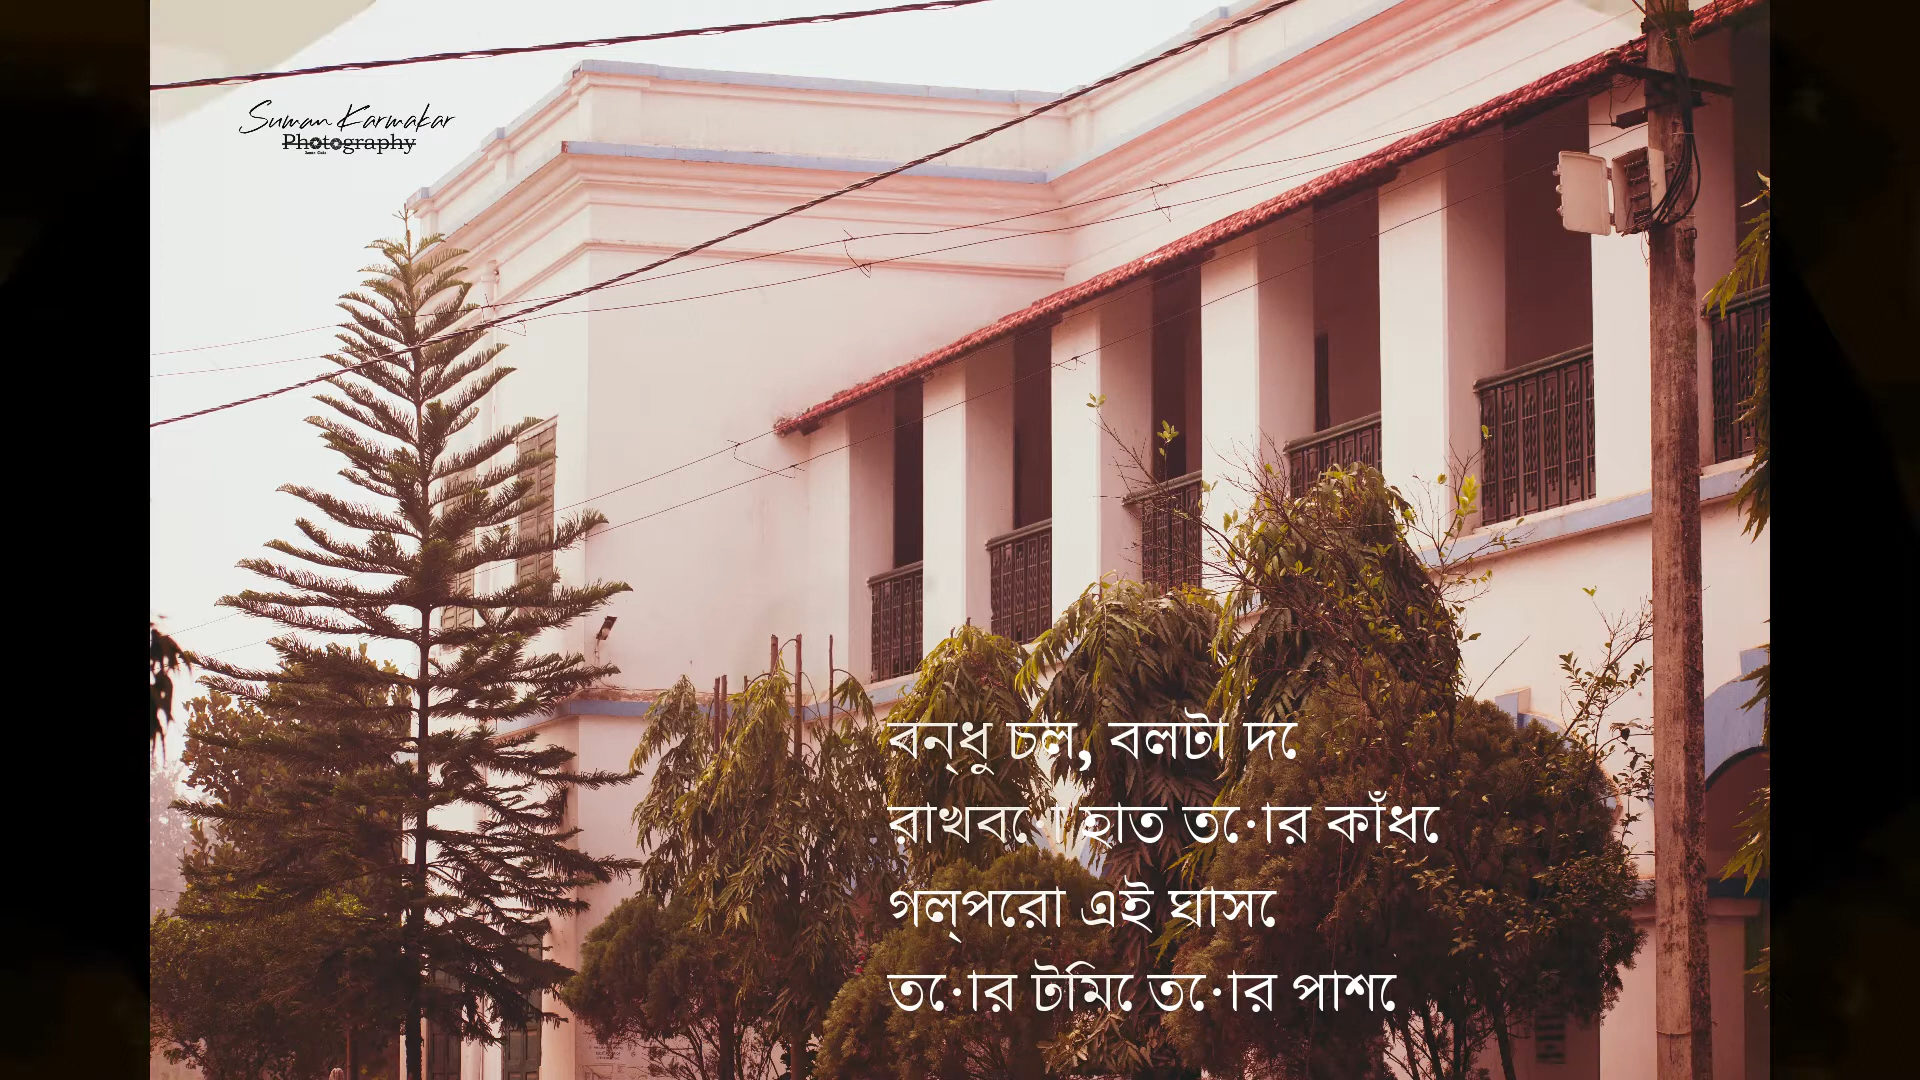 Suman Karmakar
Photography
বন্ধু চল, বলটা দে
রাখবো হাত তোর কাঁধে
গল্পেরা এই ঘাসে
তোর টিমে তোর পাশে